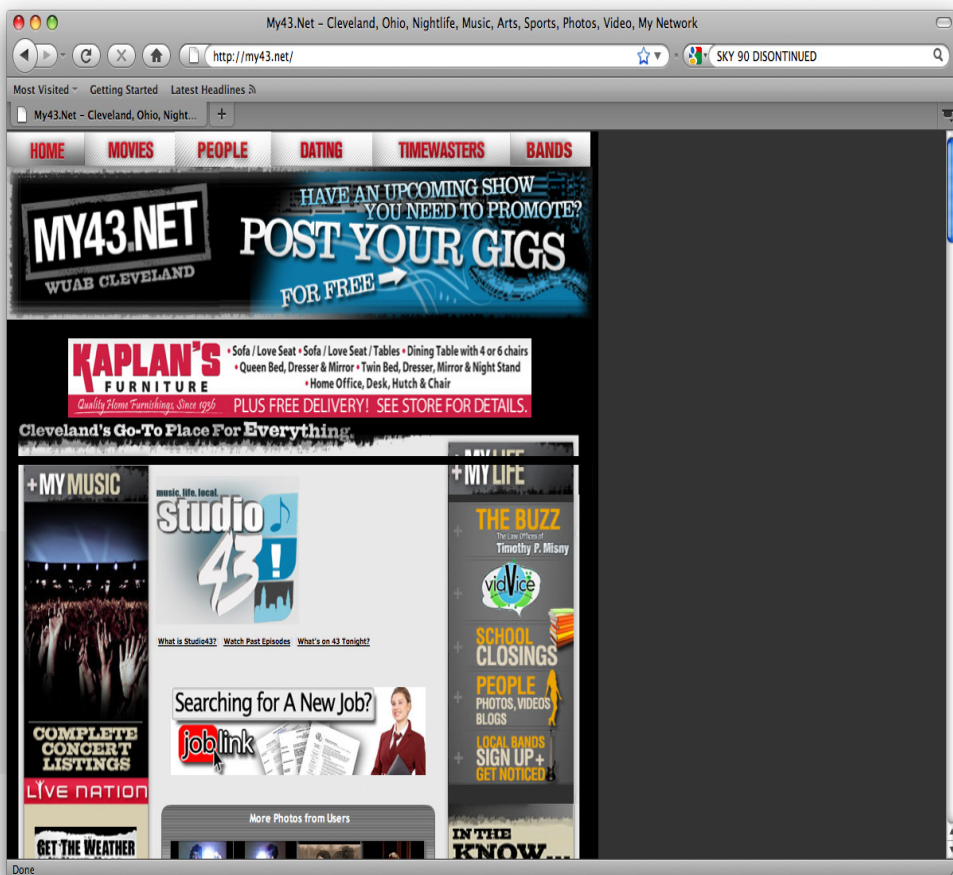 My43.Net – Cleveland, Ohio, Nightlife, Music, Arts, Sports, Photos, Video, My Network
http://my43.net/
SKY 90 DISONTINUED
Most Visited
Getting Started
Latest Headlines
My43.Net – Cleveland, Ohio, Night...
HOME
MOVIES
PEOPLE
DATING
TIMEWASTERS
BANDS
MY43.NET
WUAB CLEVELAND
HAVE AN UPCOMING SHOW
YOU NEED TO PROMOTE?
POST YOUR GIGS
FOR FREE
KAPLAN'S
FURNITURE
Quality Home Furnishings, Since 1936
• Sofa / Love Seat • Sofa / Love Seat / Tables • Dining Table with 4 or 6 chairs
• Queen Bed, Dresser & Mirror • Twin Bed, Dresser, Mirror & Night Stand
• Home Office, Desk, Hutch & Chair
PLUS FREE DELIVERY! SEE STORE FOR DETAILS.
Cleveland's Go-To Place For Everything.
+MY MUSIC
COMPLETE
CONCERT
LISTINGS
LIVE NATION
GET THE WEATHER
music. life. local.
studio
43!
What is Studio43?
Watch Past Episodes
What's on 43 Tonight?
Searching for A New Job?
joblink
More Photos from Users
+MY LIFE
+MY LIFE
THE BUZZ
The Law Offices of
Timothy P. Misny
vidVice
SCHOOL
CLOSINGS
PEOPLE
PHOTOS, VIDEOS
BLOGS
LOCAL BANDS
SIGN UP +
GET NOTICED
IN THE
KNOW...
Done